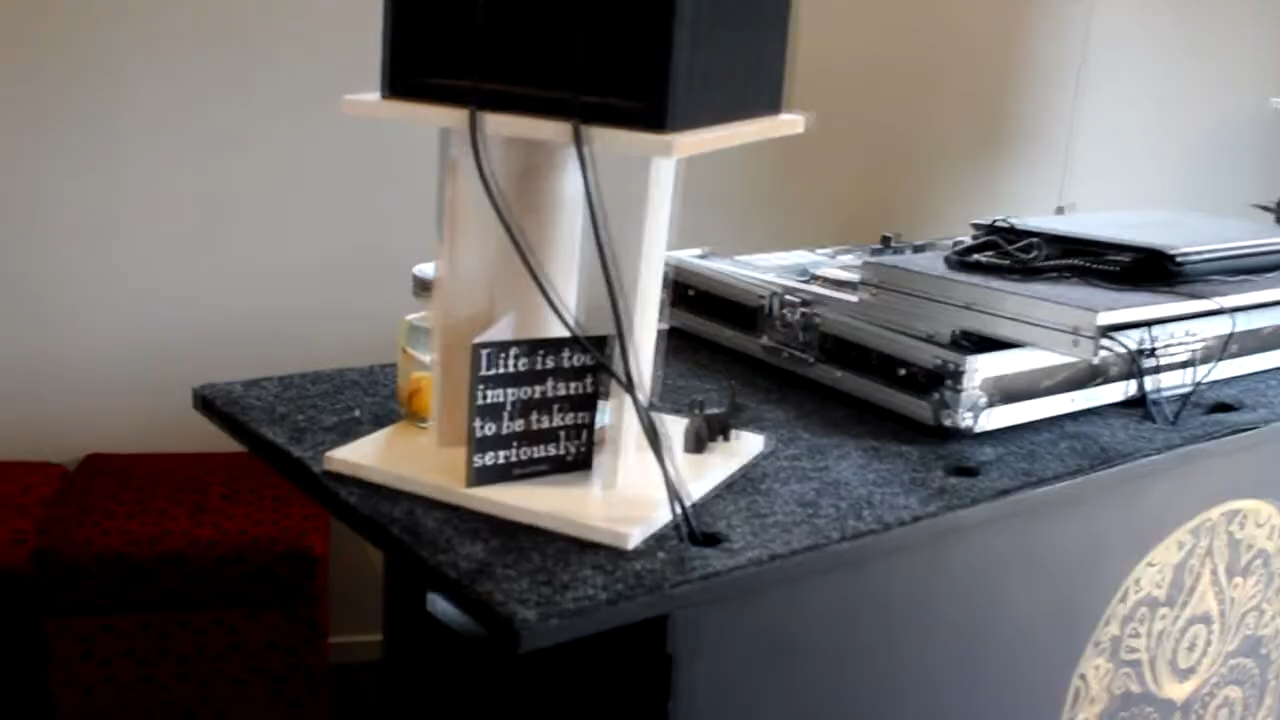 Life is too
important
to be taken
seriously!